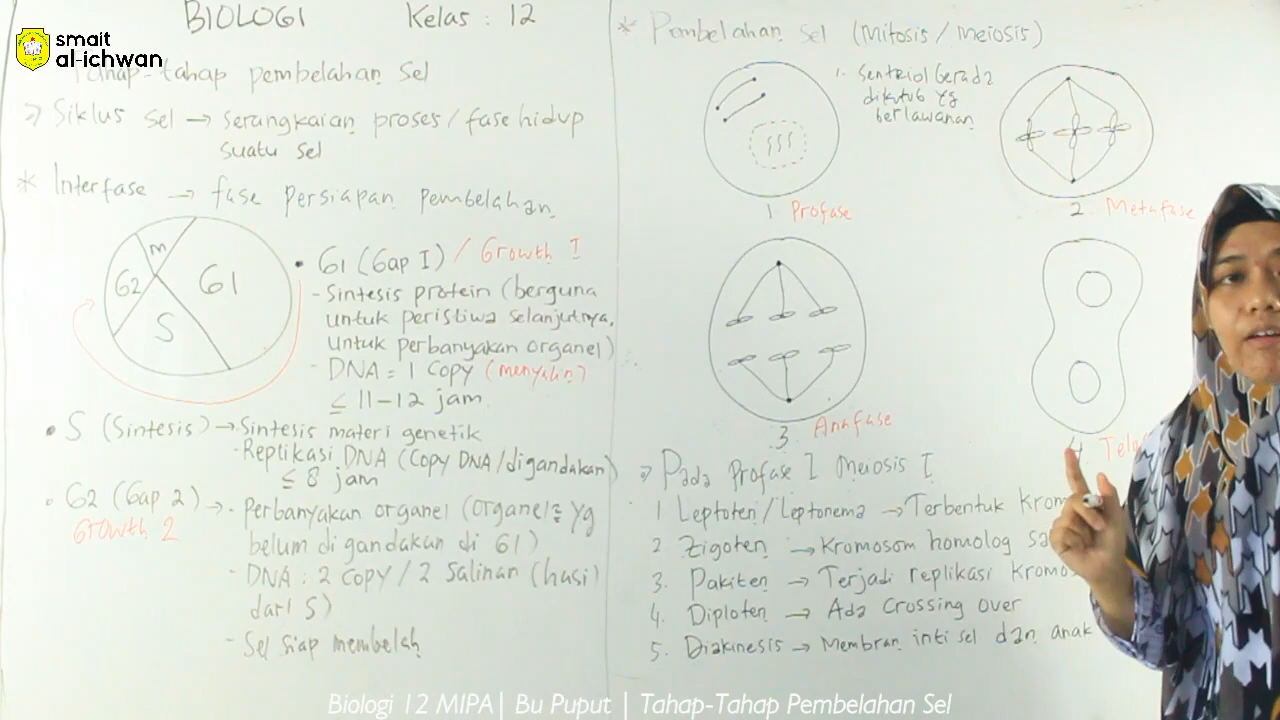 smait
al-ichwan
BIOLOGI Kelas : 12
Tahap-tahap pembelahan sel
=> Siklus sel → serangkaian proses/fase hidup
suatu sel
* Interfase → fase persiapan pembelahan
m
G2
G1
S
• G1 (Gap I) / Growth I
- Sintesis protein (berguna
untuk peristiwa selanjutnya,
untuk perbanyakan organel)
- DNA = 1 copy (menyalin)
≤ 11-12 jam
• S (Sintesis) → - Sintesis materi genetik
- Replikasi DNA (copy DNA/digandakan)
≤ 8 jam
• G2 (Gap 2) → - Perbanyakan organel (organel2 yg
Growth 2
belum digandakan di G1)
- DNA : 2 copy / 2 salinan (hasil
dari S)
- Sel siap membelah
* Pembelahan sel (Mitosis / Meiosis)
1. Sentriol berada
dikutub yg
berlawanan
1 Profase
2 Metafase
3 Anafase
4
=> Pada Profase I Meiosis I
1 Leptoten/Leptonema →Terbentuk
2 Zigoten → Kromosom homolog
3. Pakiten → Terjadi replikasi
4. Diploten → Ada crossing over
5. Diakinesis → Membran inti sel dan anak
Biologi 12 MIPA| Bu Puput | Tahap-Tahap Pembelahan Sel